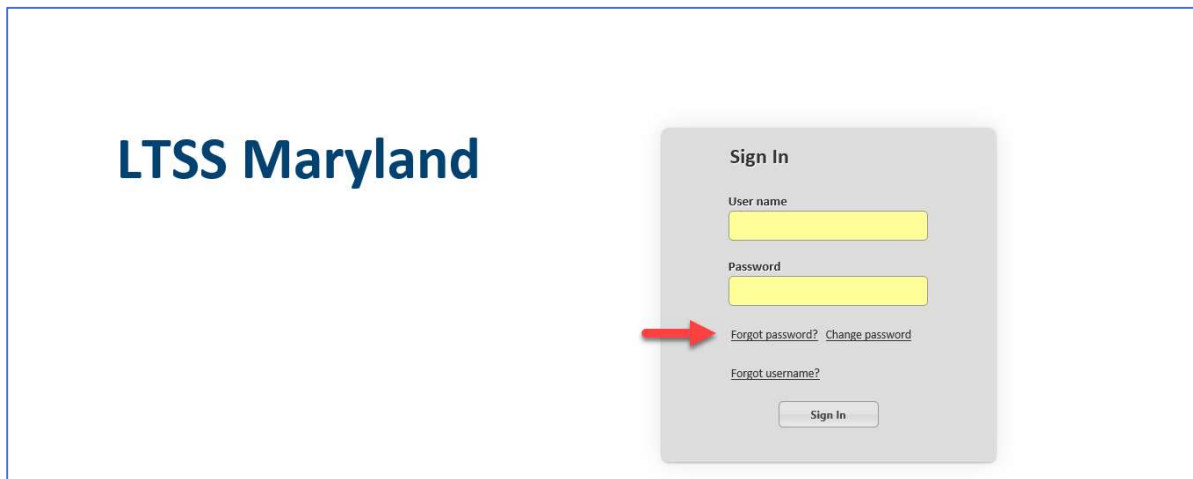 LTSS Maryland
Sign In
User name
Password
Forgot password? Change password
Forgot username?
Sign In